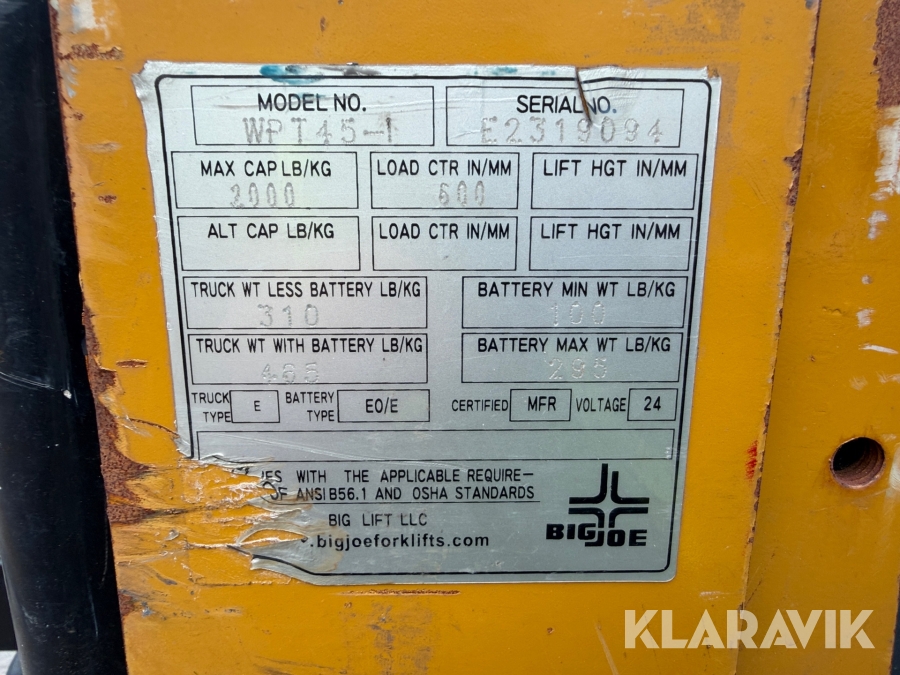 MODEL NO.
WPT45-1
SERIAL NO.
E2319094
MAX CAP LB/KG
2000
LOAD CTR IN/MM
600
LIFT HGT IN/MM
ALT CAP LB/KG
LOAD CTR IN/MM
LIFT HGT IN/MM
TRUCK WT LESS BATTERY LB/KG
310
BATTERY MIN WT LB/KG
100
TRUCK WT WITH BATTERY LB/KG
BATTERY MAX WT LB/KG
295
TRUCK TYPE
E
BATTERY TYPE
EO/E
CERTIFIED
MFR
VOLTAGE
24
WITH THE APPLICABLE REQUIRE-
OF ANSI B56.1 AND OSHA STANDARDS
BIG LIFT LLC
.bigjoeforklifts.com
BIG JOE
KLARAVIK